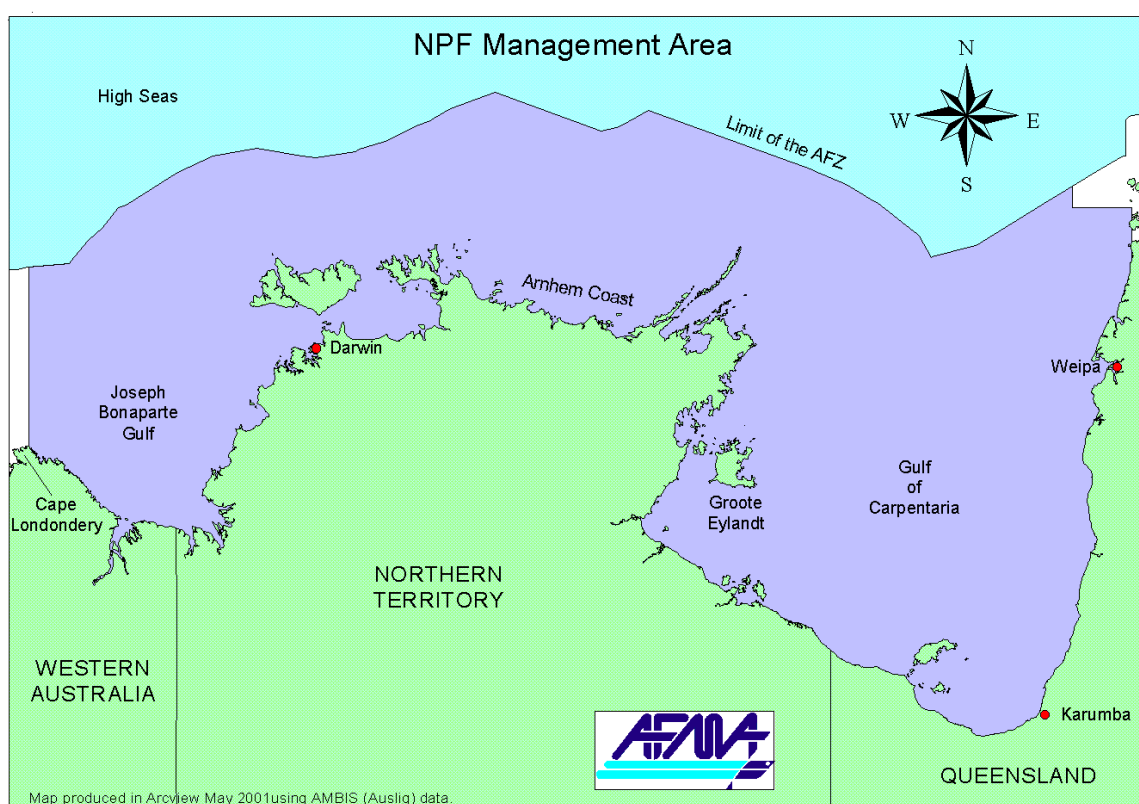 NPF Management Area
High Seas
N
W
E
S
Limit of the AFZ
Arnhem Coast
Darwin
Weipa
Joseph
Bonaparte
Gulf
Gulf
of
Carpentaria
Cape
Londondery
Groote
Eylandt
NORTHERN
TERRITORY
WESTERN
AUSTRALIA
Karumba
AFMA
QUEENSLAND
Map produced in Arcview May 2001using AMBIS (Auslig) data.